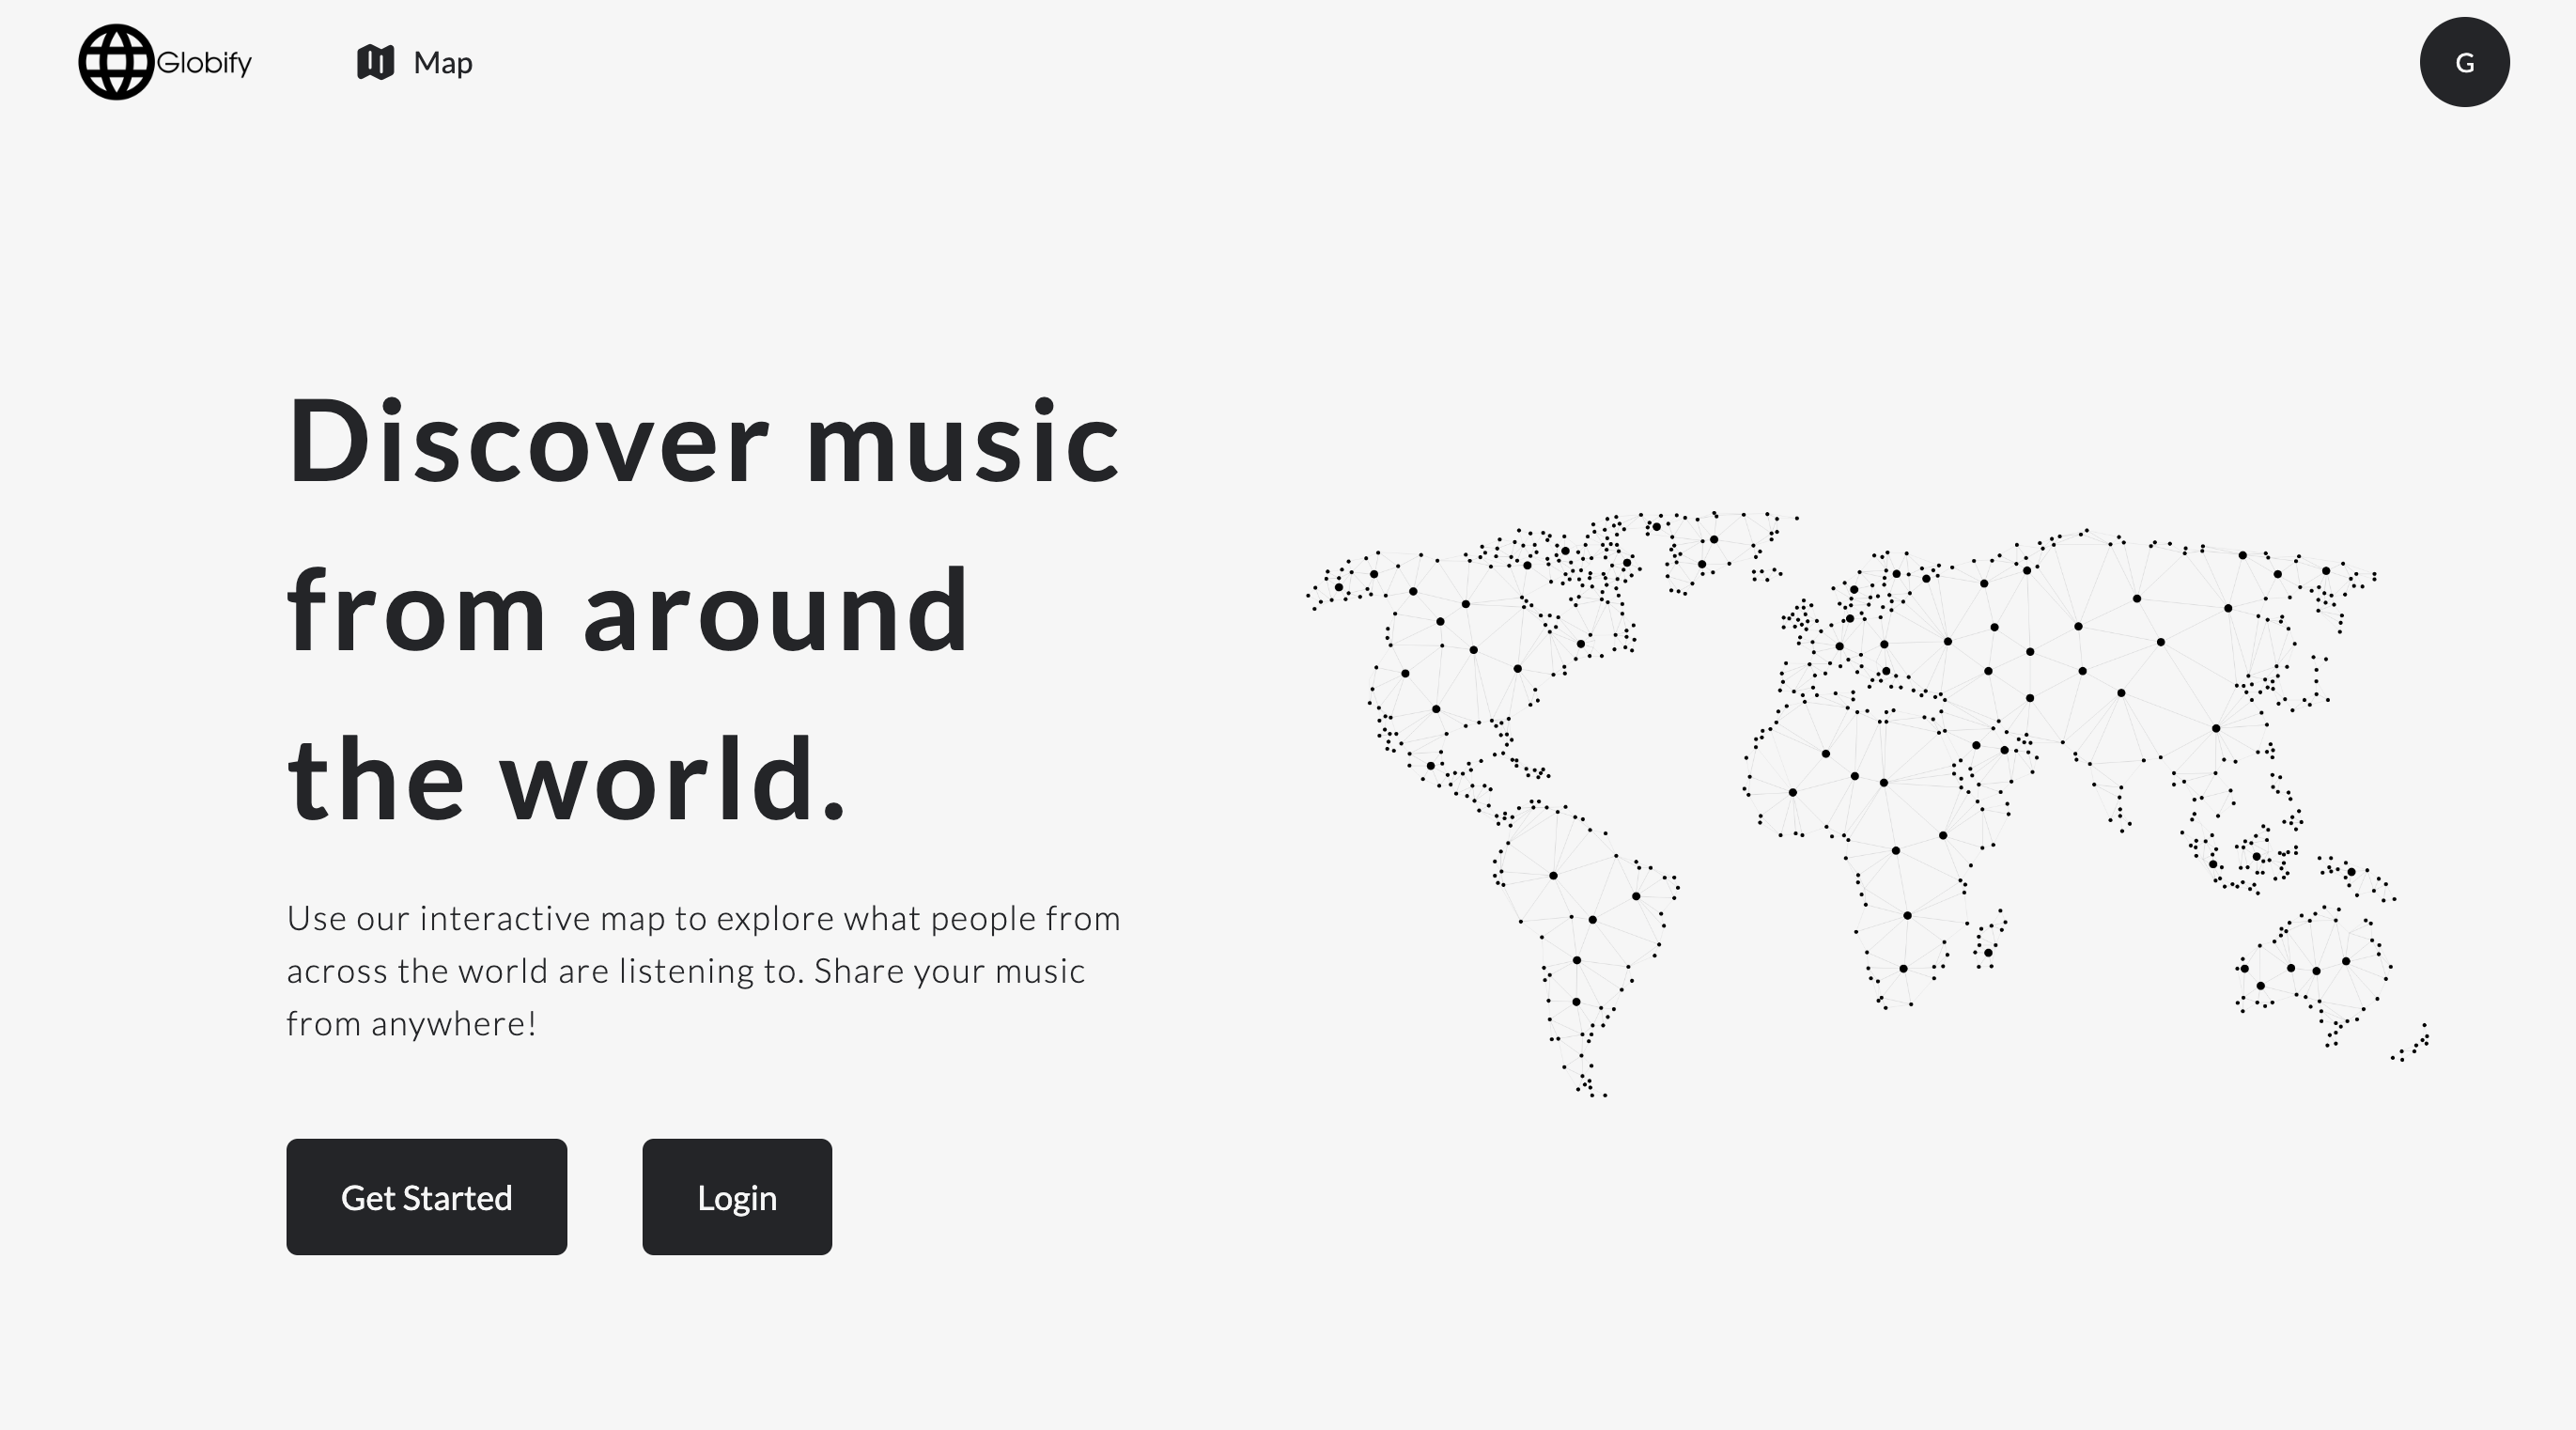 Globify
Map
G
Discover music
from around
the world.
Use our interactive map to explore what people from
across the world are listening to. Share your music
from anywhere!
Get Started
Login